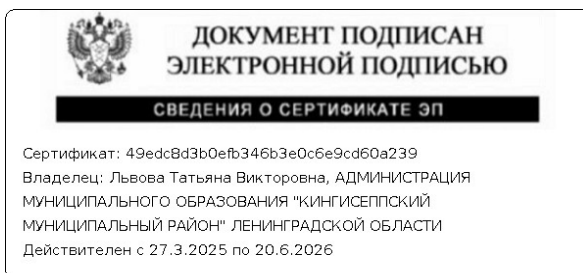 ДОКУМЕНТ ПОДПИСАН
ЭЛЕКТРОННОЙ ПОДПИСЬЮ
СВЕДЕНИЯ О СЕРТИФИКАТЕ ЭП
Сертификат: 49edc8d3b0efb346b3e0c6e9cd60a239
Владелец: Львова Татьяна Викторовна, АДМИНИСТРАЦИЯ
МУНИЦИПАЛЬНОГО ОБРАЗОВАНИЯ "КИНГИСЕППСКИЙ
МУНИЦИПАЛЬНЫЙ РАЙОН" ЛЕНИНГРАДСКОЙ ОБЛАСТИ
Действителен с 27.3.2025 по 20.6.2026